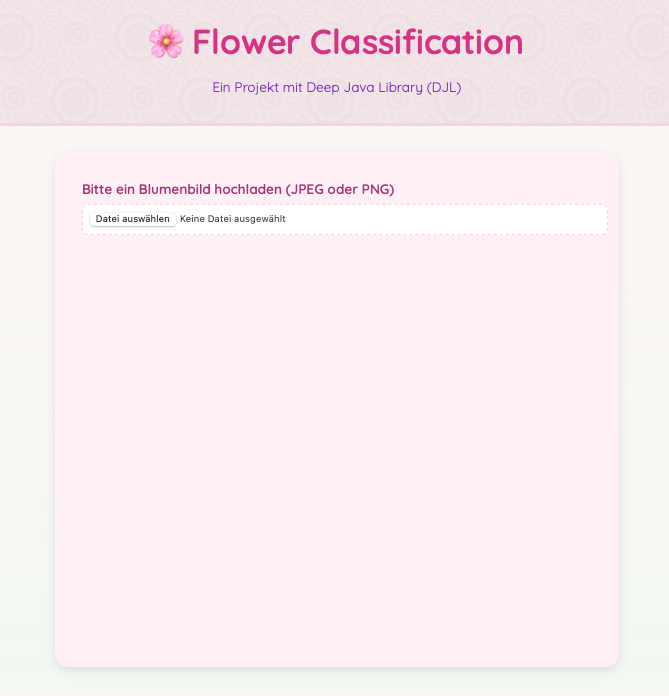 Flower Classification
Ein Projekt mit Deep Java Library (DJL)
Bitte ein Blumenbild hochladen (JPEG oder PNG)
Datei auswählen Keine Datei ausgewählt